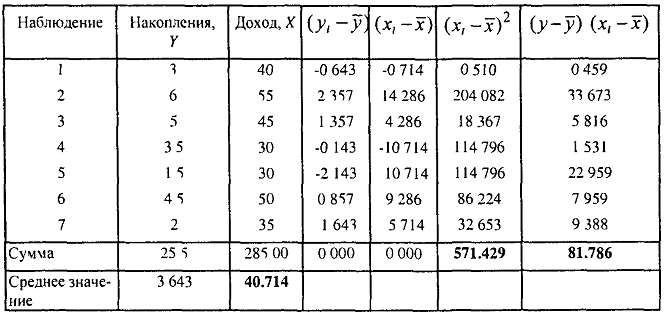 Наблюдение Накопления, Y Доход, X (y_i − ȳ) (x_i − x̄) (x_i − x̄)² (y − ȳ) (x_i − x̄)
1 3 40 -0 643 -0 714 0 510 0 459
2 6 55 2 357 14 286 204 082 33 673
3 5 45 1 357 4 286 18 367 5 816
4 3 5 30 -0 143 -10 714 114 796 1 531
5 1 5 30 -2 143 10 714 114 796 22 959
6 4 5 50 0 857 9 286 86 224 7 959
7 2 35 1 643 5 714 32 653 9 388
Сумма 25 5 285 00 0 000 0 000 571.429 81.786
Среднее значе-
ние 3 643 40.714